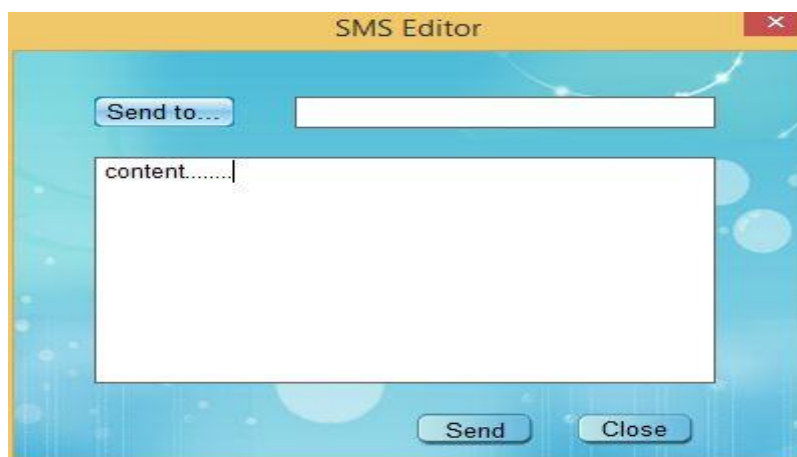 SMS Editor
Send to...
content........
Send
Close